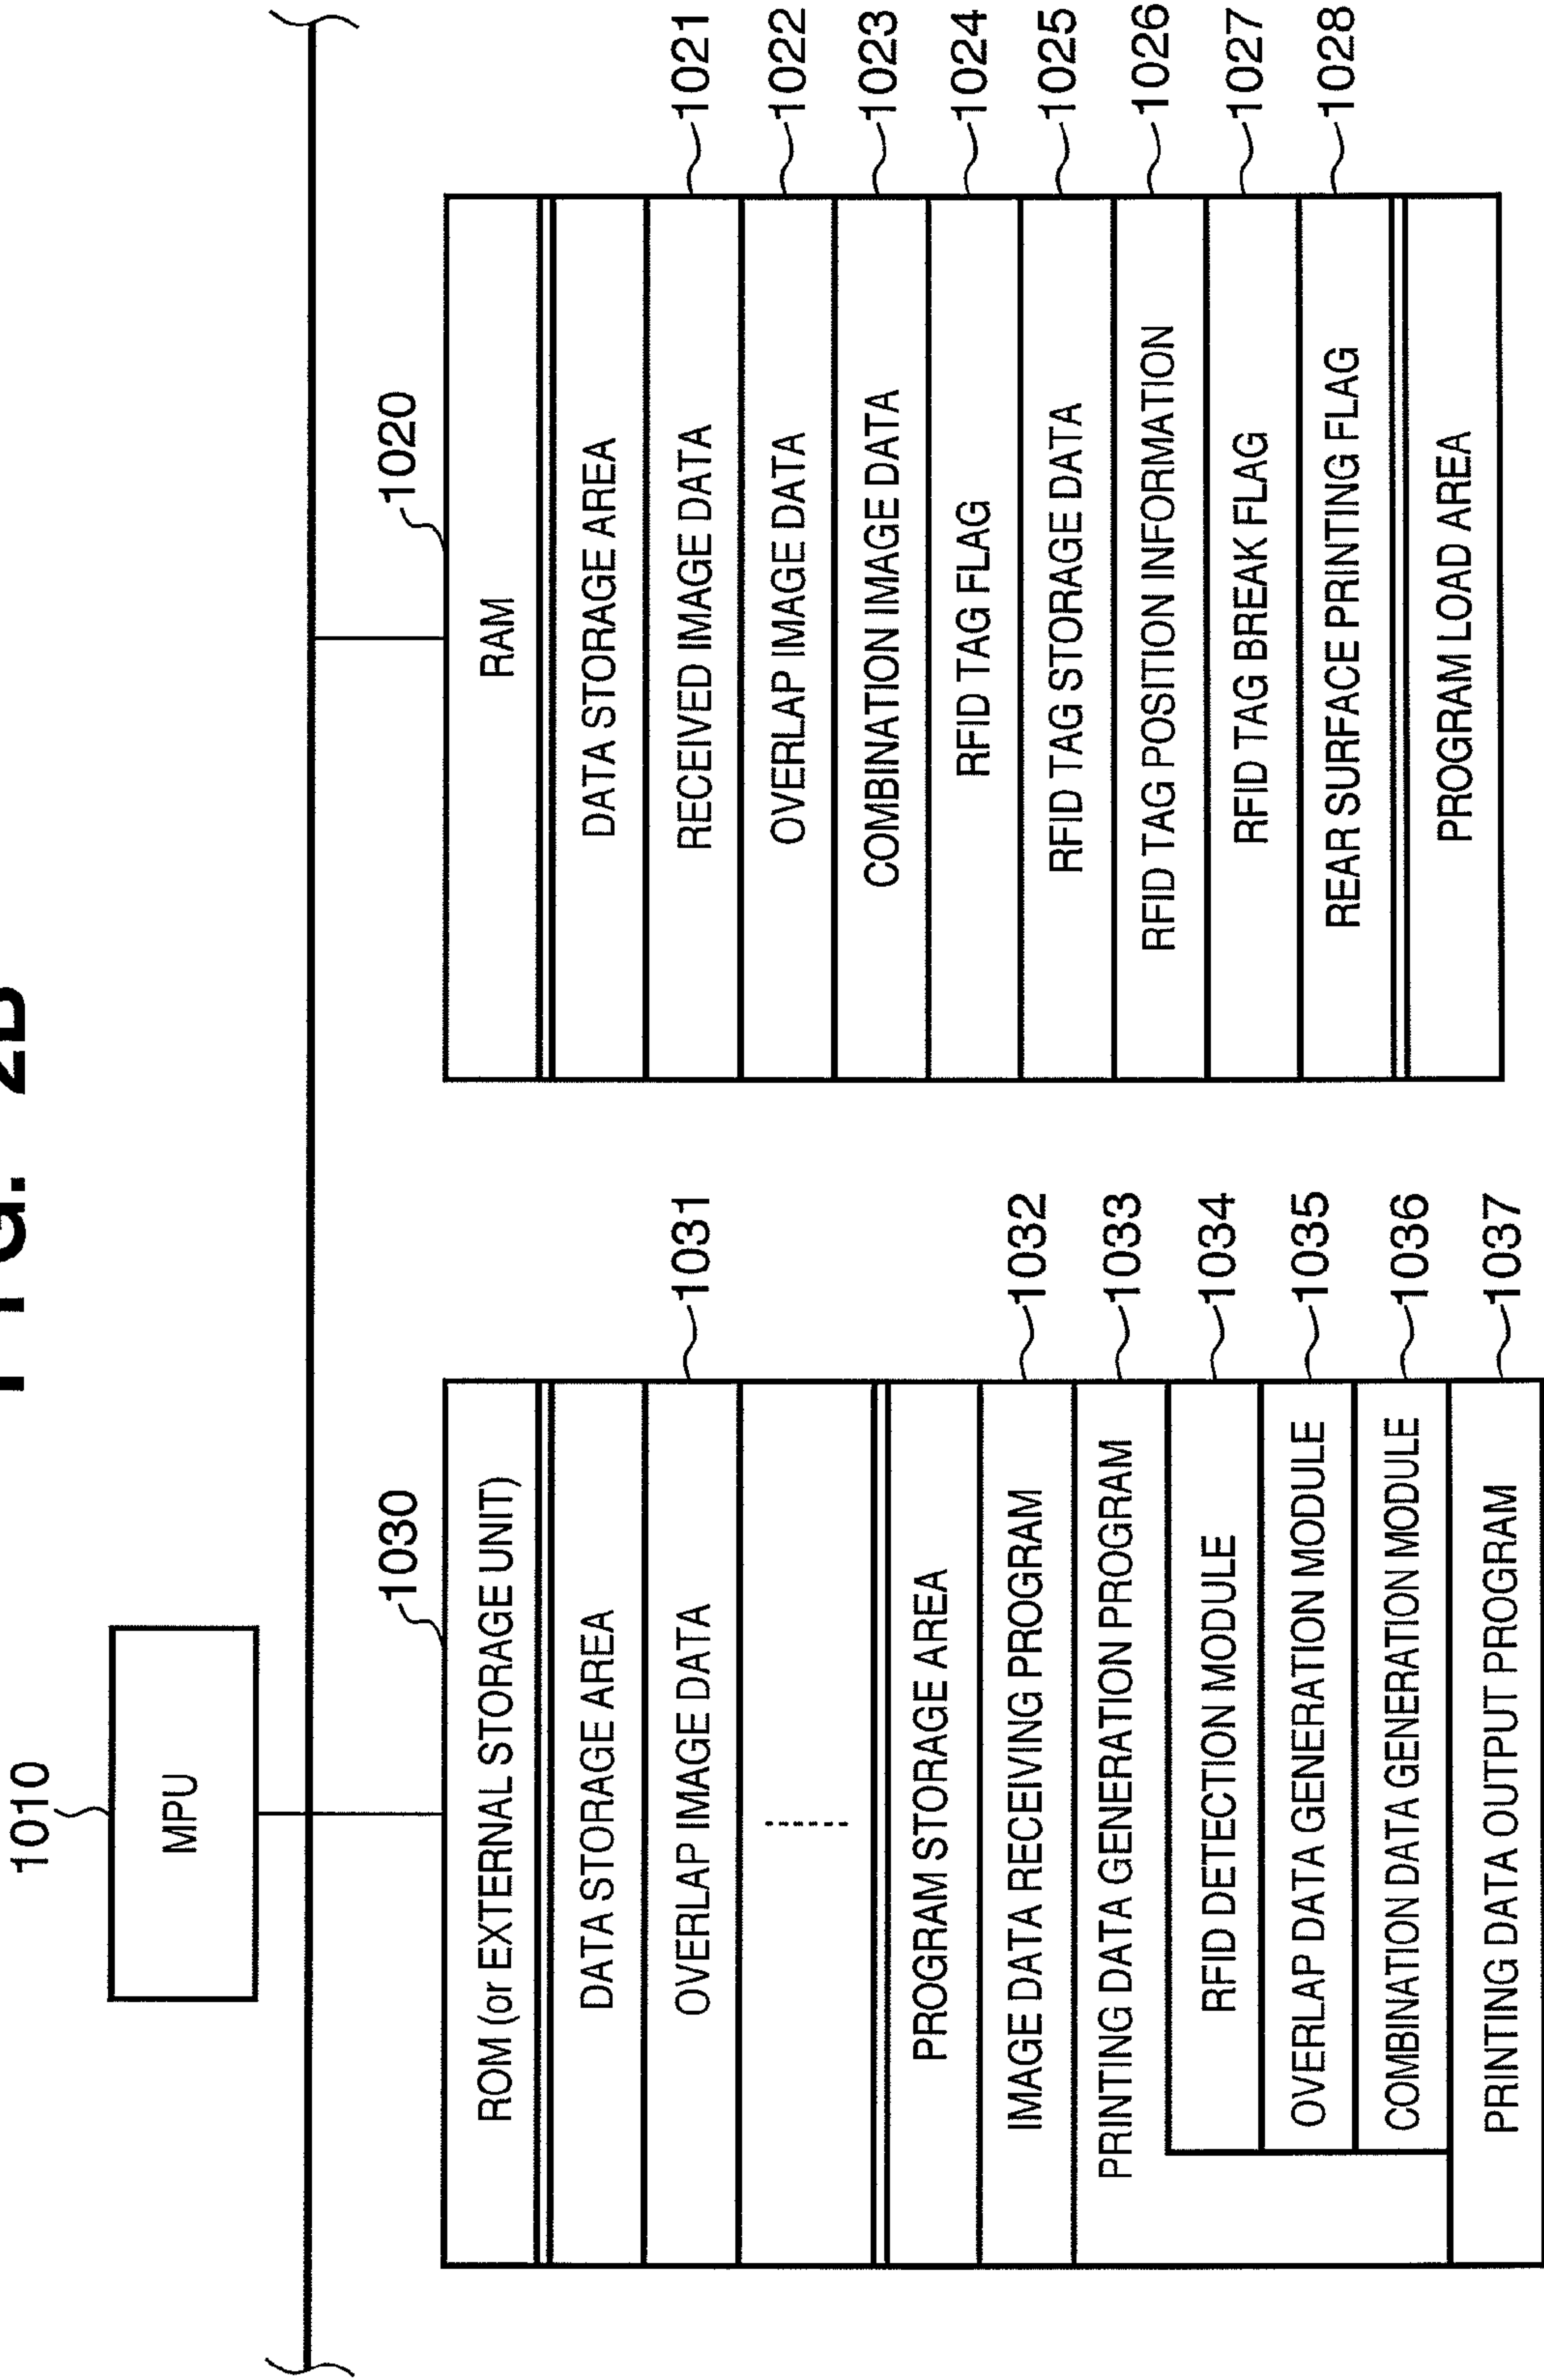 FIG. 2B
1010
MPU
1030
ROM (or EXTERNAL STORAGE UNIT)
DATA STORAGE AREA
OVERLAP IMAGE DATA
1031
PROGRAM STORAGE AREA
IMAGE DATA RECEIVING PROGRAM
1032
PRINTING DATA GENERATION PROGRAM
1033
RFID DETECTION MODULE
1034
OVERLAP DATA GENERATION MODULE
1035
COMBINATION DATA GENERATION MODULE
1036
PRINTING DATA OUTPUT PROGRAM
1037
1020
RAM
DATA STORAGE AREA
RECEIVED IMAGE DATA
1021
OVERLAP IMAGE DATA
1022
COMBINATION IMAGE DATA
1023
RFID TAG FLAG
1024
RFID TAG STORAGE DATA
1025
RFID TAG POSITION INFORMATION
1026
RFID TAG BREAK FLAG
1027
REAR SURFACE PRINTING FLAG
1028
PROGRAM LOAD AREA